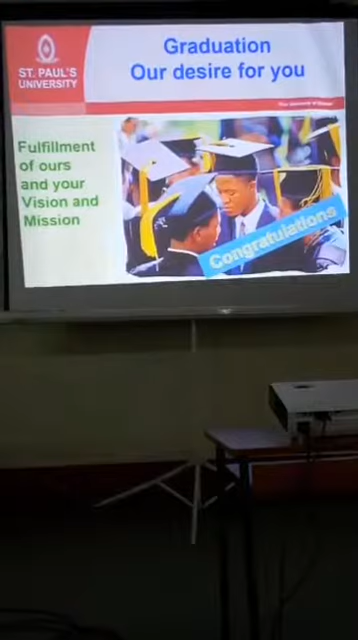 ST. PAUL'S
UNIVERSITY
Graduation
Our desire for you
Fulfillment
of ours
and your
Vision and
Mission
Congratulations